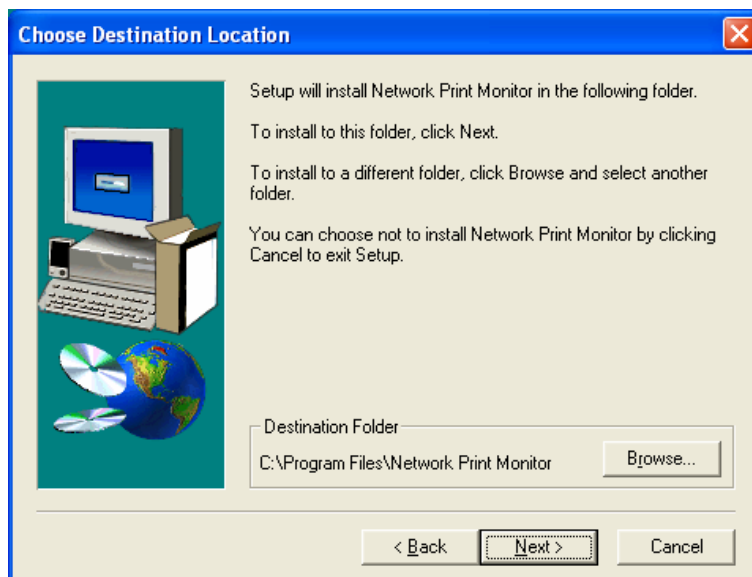 Choose Destination Location
Setup will install Network Print Monitor in the following folder.
To install to this folder, click Next.
To install to a different folder, click Browse and select another
folder.
You can choose not to install Network Print Monitor by clicking
Cancel to exit Setup.
Destination Folder
C:\Program Files\Network Print Monitor
Browse...
< Back
Next >
Cancel